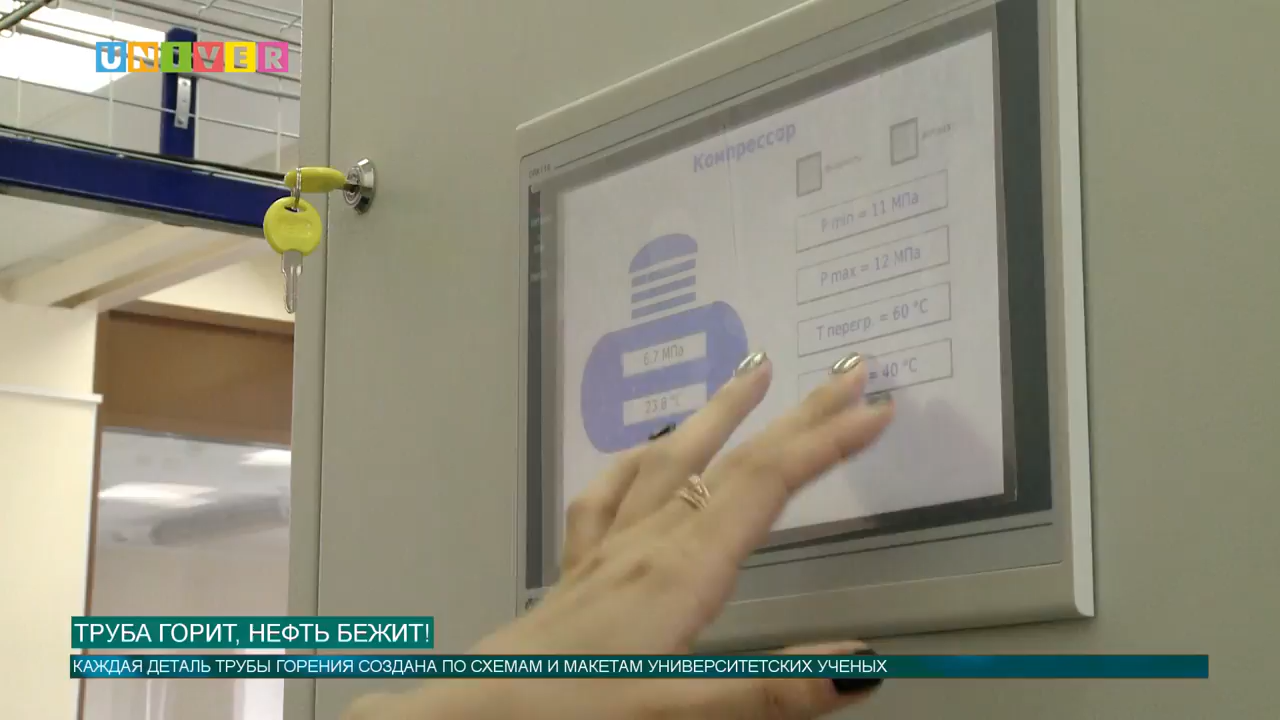 UNIVER
Компрессор
P min = 11 МПа
P max = 12 МПа
Т перегр. = 60 °C
= 40 °C
6.7 МПа
23.8 °C
ТРУБА ГОРИТ, НЕФТЬ БЕЖИТ!
КАЖДАЯ ДЕТАЛЬ ТРУБЫ ГОРЕНИЯ СОЗДАНА ПО СХЕМАМ И МАКЕТАМ УНИВЕРСИТЕТСКИХ УЧЕНЫХ